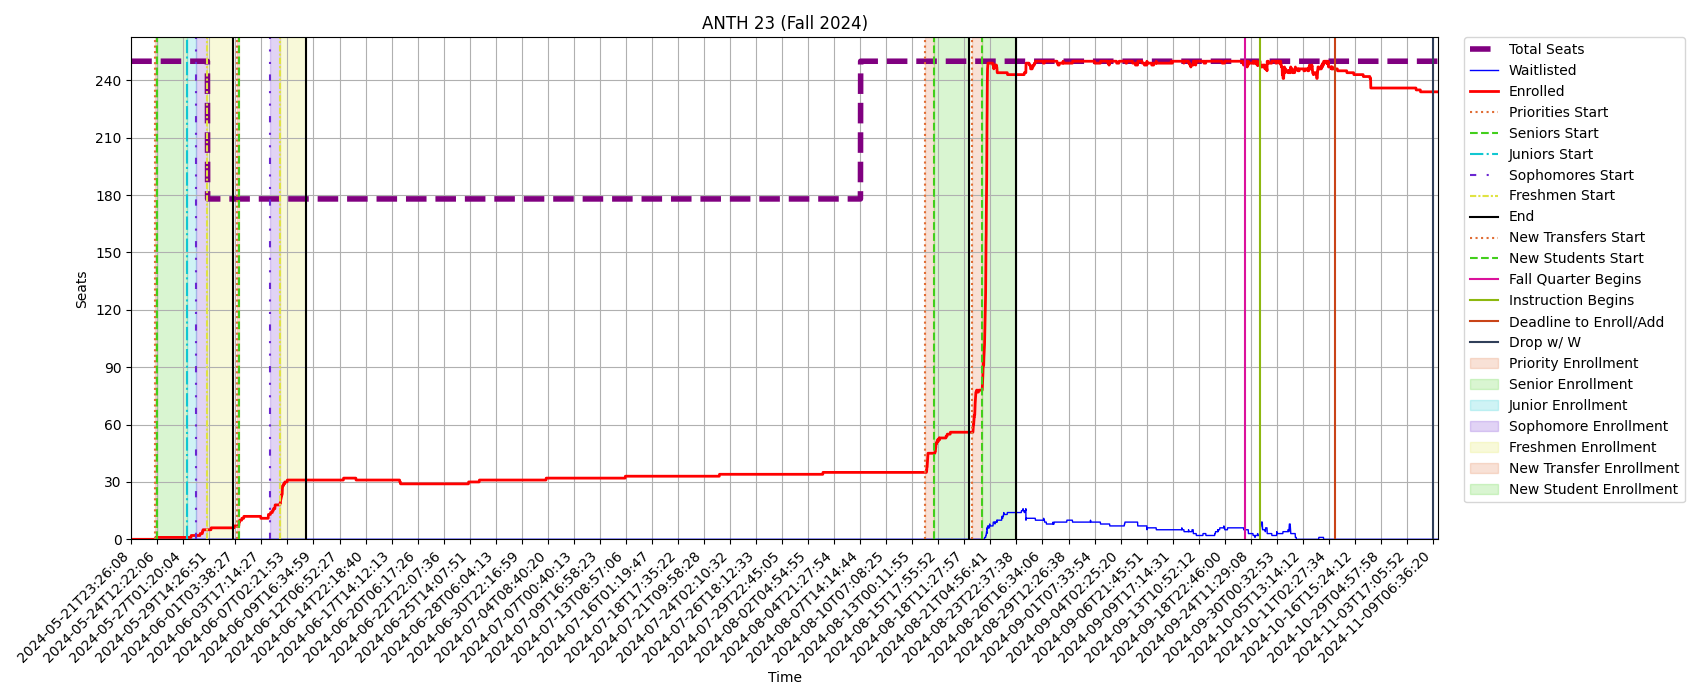 ANTH 23 (Fall 2024)
Seats
240
210
180
150
120
90
60
30
0
2024-05-21T23:26:08
2024-05-24T12:22:06
2024-05-27T01:20:04
2024-05-29T14:26:51
2024-06-01T03:38:27
2024-06-03T17:14:27
2024-06-07T02:21:53
2024-06-09T16:34:59
2024-06-12T06:52:27
2024-06-14T22:18:40
2024-06-17T14:12:13
2024-06-20T06:17:26
2024-06-22T22:07:36
2024-06-25T14:07:51
2024-06-28T06:04:13
2024-06-30T22:16:59
2024-07-04T08:40:20
2024-07-07T00:40:13
2024-07-09T16:58:23
2024-07-13T08:57:06
2024-07-16T01:19:47
2024-07-18T17:35:22
2024-07-21T09:58:28
2024-07-24T02:10:32
2024-07-26T18:12:33
2024-07-29T22:45:05
2024-08-02T04:54:55
2024-08-04T21:27:54
2024-08-07T14:14:44
2024-08-10T07:08:25
2024-08-13T00:11:55
2024-08-15T17:55:52
2024-08-18T11:27:57
2024-08-21T04:56:41
2024-08-23T22:37:38
2024-08-26T16:34:06
2024-08-29T12:26:38
2024-09-01T07:33:54
2024-09-04T02:25:20
2024-09-06T21:45:51
2024-09-11T17:14:31
2024-09-13T10:52:12
2024-09-18T22:46:00
2024-09-24T11:29:08
2024-09-30T00:32:53
2024-10-05T13:14:12
2024-10-11T02:27:34
2024-10-16T15:24:12
2024-10-29T04:57:58
2024-11-03T17:05:52
2024-11-09T06:36:20
Time
Total Seats
Waitlisted
Enrolled
Priorities Start
Seniors Start
Juniors Start
Sophomores Start
Freshmen Start
End
New Transfers Start
New Students Start
Fall Quarter Begins
Instruction Begins
Deadline to Enroll/Add
Drop w/ W
Priority Enrollment
Senior Enrollment
Junior Enrollment
Sophomore Enrollment
Freshmen Enrollment
New Transfer Enrollment
New Student Enrollment